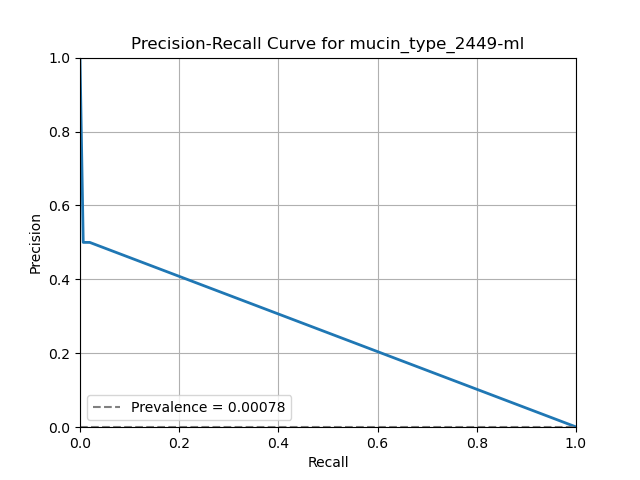 Precision-Recall Curve for mucin_type_2449-ml
1.0
0.8
0.6
0.4
0.2
0.0
Precision
Prevalence = 0.00078
0.0 0.2 0.4 0.6 0.8 1.0
Recall